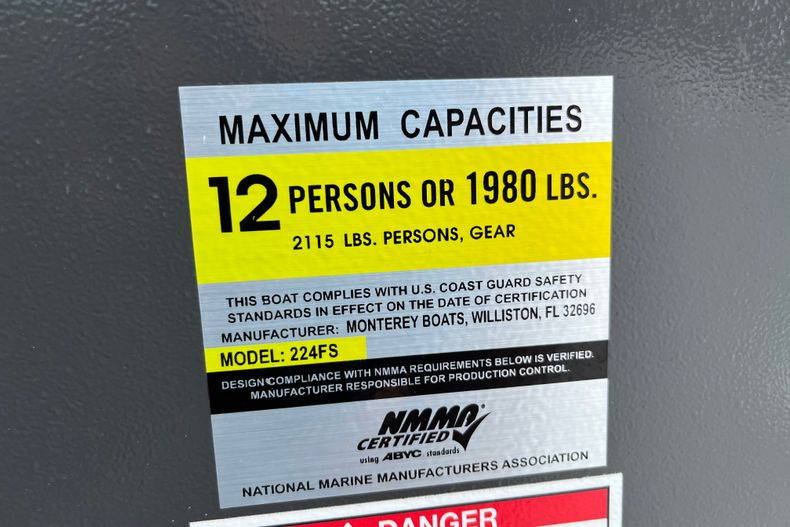 MAXIMUM CAPACITIES
12 PERSONS OR 1980 LBS.
2115 LBS. PERSONS, GEAR
THIS BOAT COMPLIES WITH U.S. COAST GUARD SAFETY
STANDARDS IN EFFECT ON THE DATE OF CERTIFICATION
MANUFACTURER: MONTEREY BOATS, WILLISTON, FL 32696
MODEL: 224FS
DESIGN COMPLIANCE WITH NMMA REQUIREMENTS BELOW IS VERIFIED.
MANUFACTURER RESPONSIBLE FOR PRODUCTION CONTROL.
NMMA®
CERTIFIED
using ABYC standards
NATIONAL MARINE MANUFACTURERS ASSOCIATION
DANGER